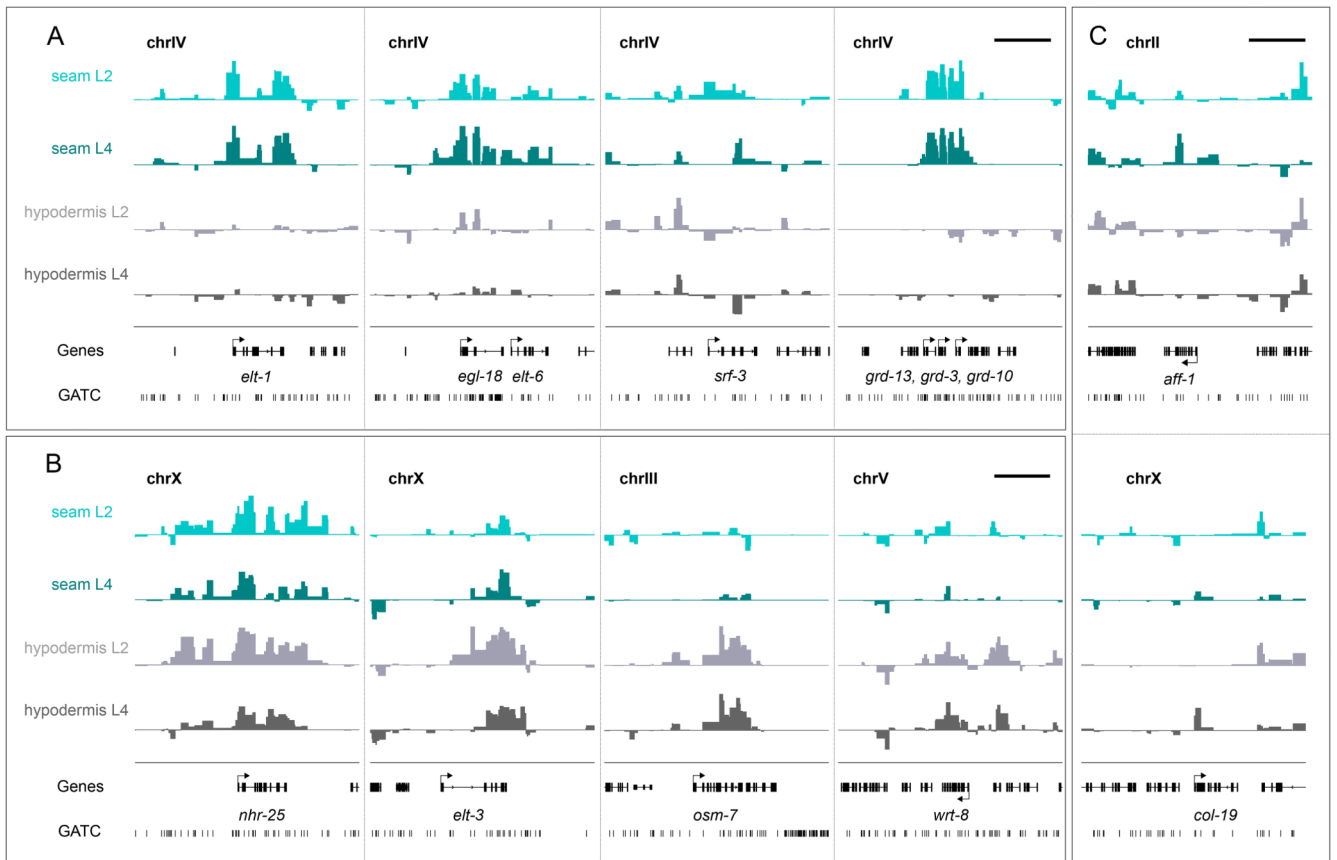 A
chrIV
chrIV
chrIV
chrIV
seam L2
seam L4
hypodermis L2
hypodermis L4
Genes
elt-1
egl-18 elt-6
srf-3
grd-13, grd-3, grd-10
GATC
B
chrX
chrX
chrIII
chrV
seam L2
seam L4
hypodermis L2
hypodermis L4
Genes
nhr-25
elt-3
osm-7
wrt-8
GATC
C
chrII
aff-1
chrX
col-19